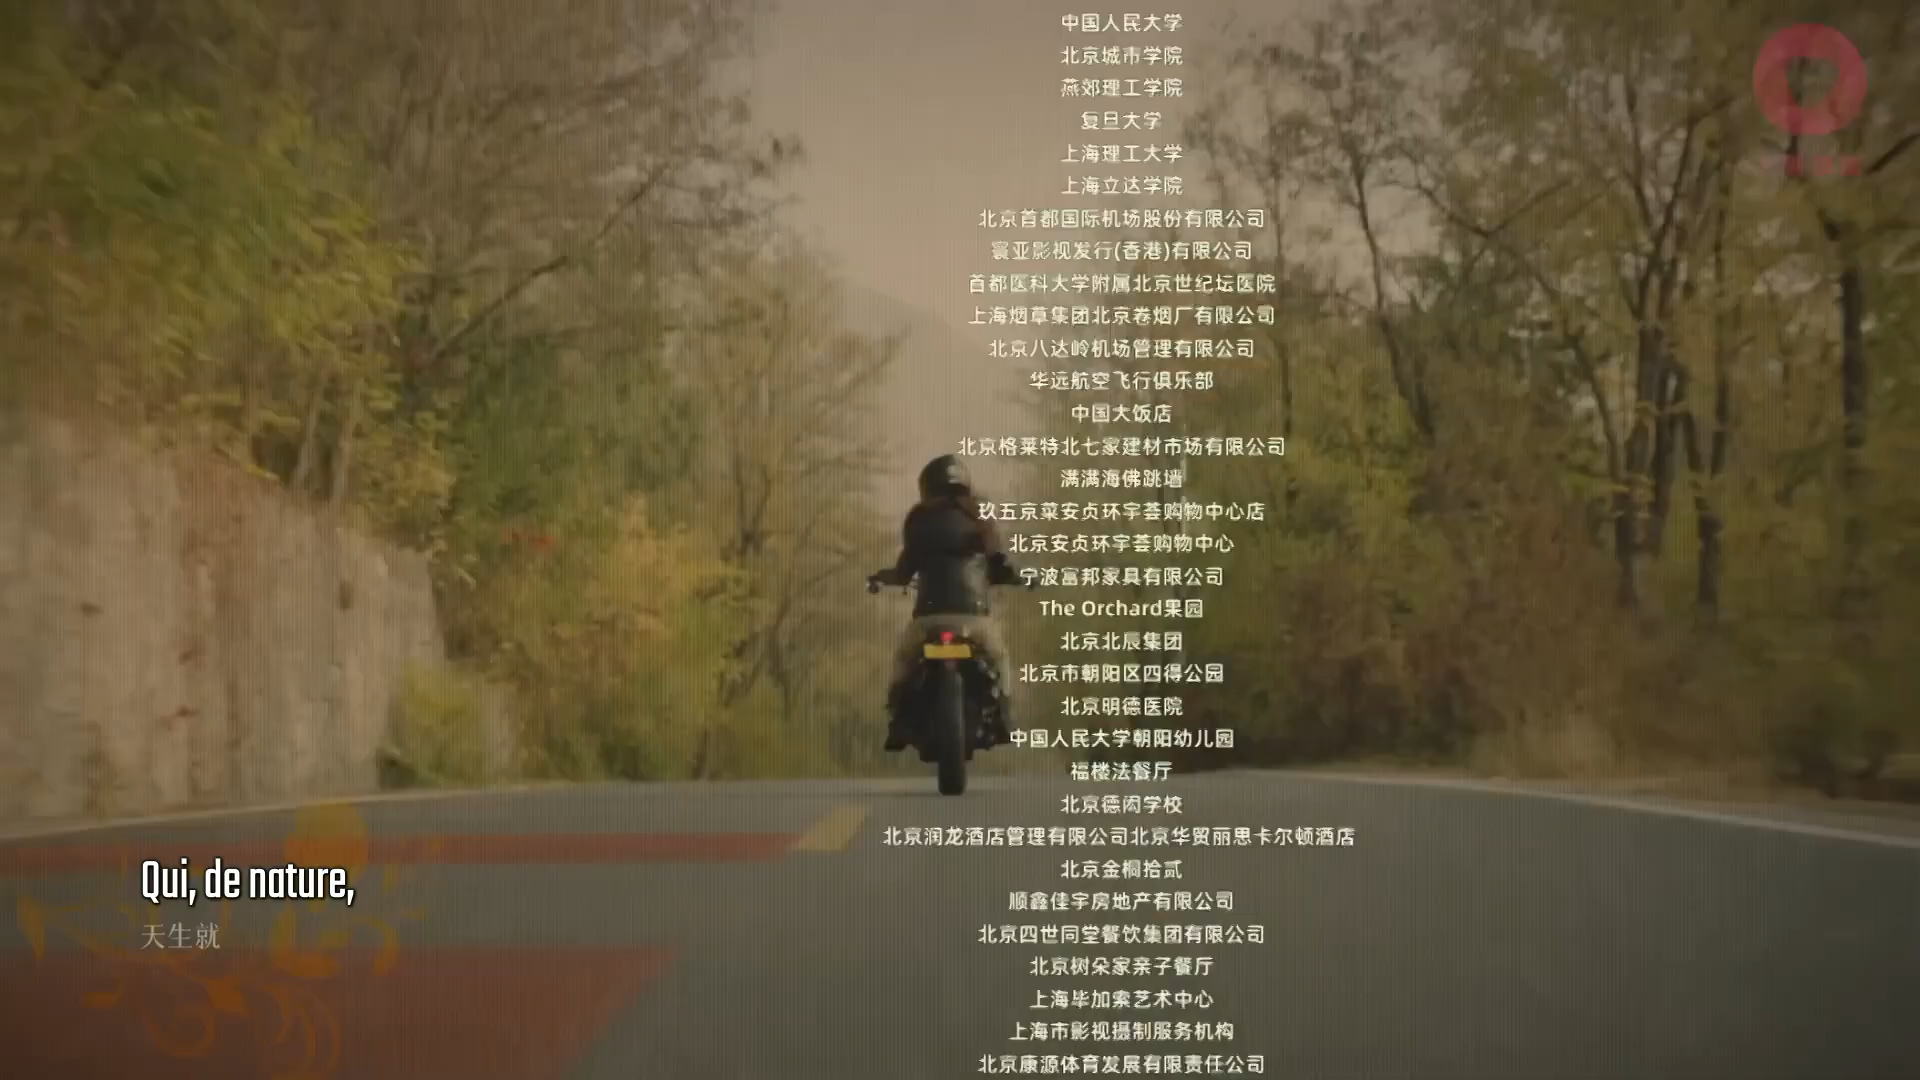 中国人民大学
北京城市学院
燕郊理工学院
复旦大学
上海理工大学
上海立达学院
北京首都国际机场股份有限公司
寰亚影视发行(香港)有限公司
首都医科大学附属北京世纪坛医院
上海烟草集团北京卷烟厂有限公司
北京八达岭机场管理有限公司
华远航空飞行俱乐部
中国大饭店
北京格莱特北七家建材市场有限公司
满满海佛跳墙
玖五京菜安贞环宇荟购物中心店
北京安贞环宇荟购物中心
宁波富邦家具有限公司
The Orchard果园
北京北辰集团
北京市朝阳区四得公园
北京明德医院
中国人民大学朝阳幼儿园
福楼法餐厅
北京德闳学校
北京润龙酒店管理有限公司北京华贸丽思卡尔顿酒店
北京金桐拾贰
顺鑫佳宇房地产有限公司
北京四世同堂餐饮集团有限公司
北京树朵家亲子餐厅
上海毕加索艺术中心
上海市影视摄制服务机构
北京康源体育发展有限责任公司
Qui, de nature,
天生就